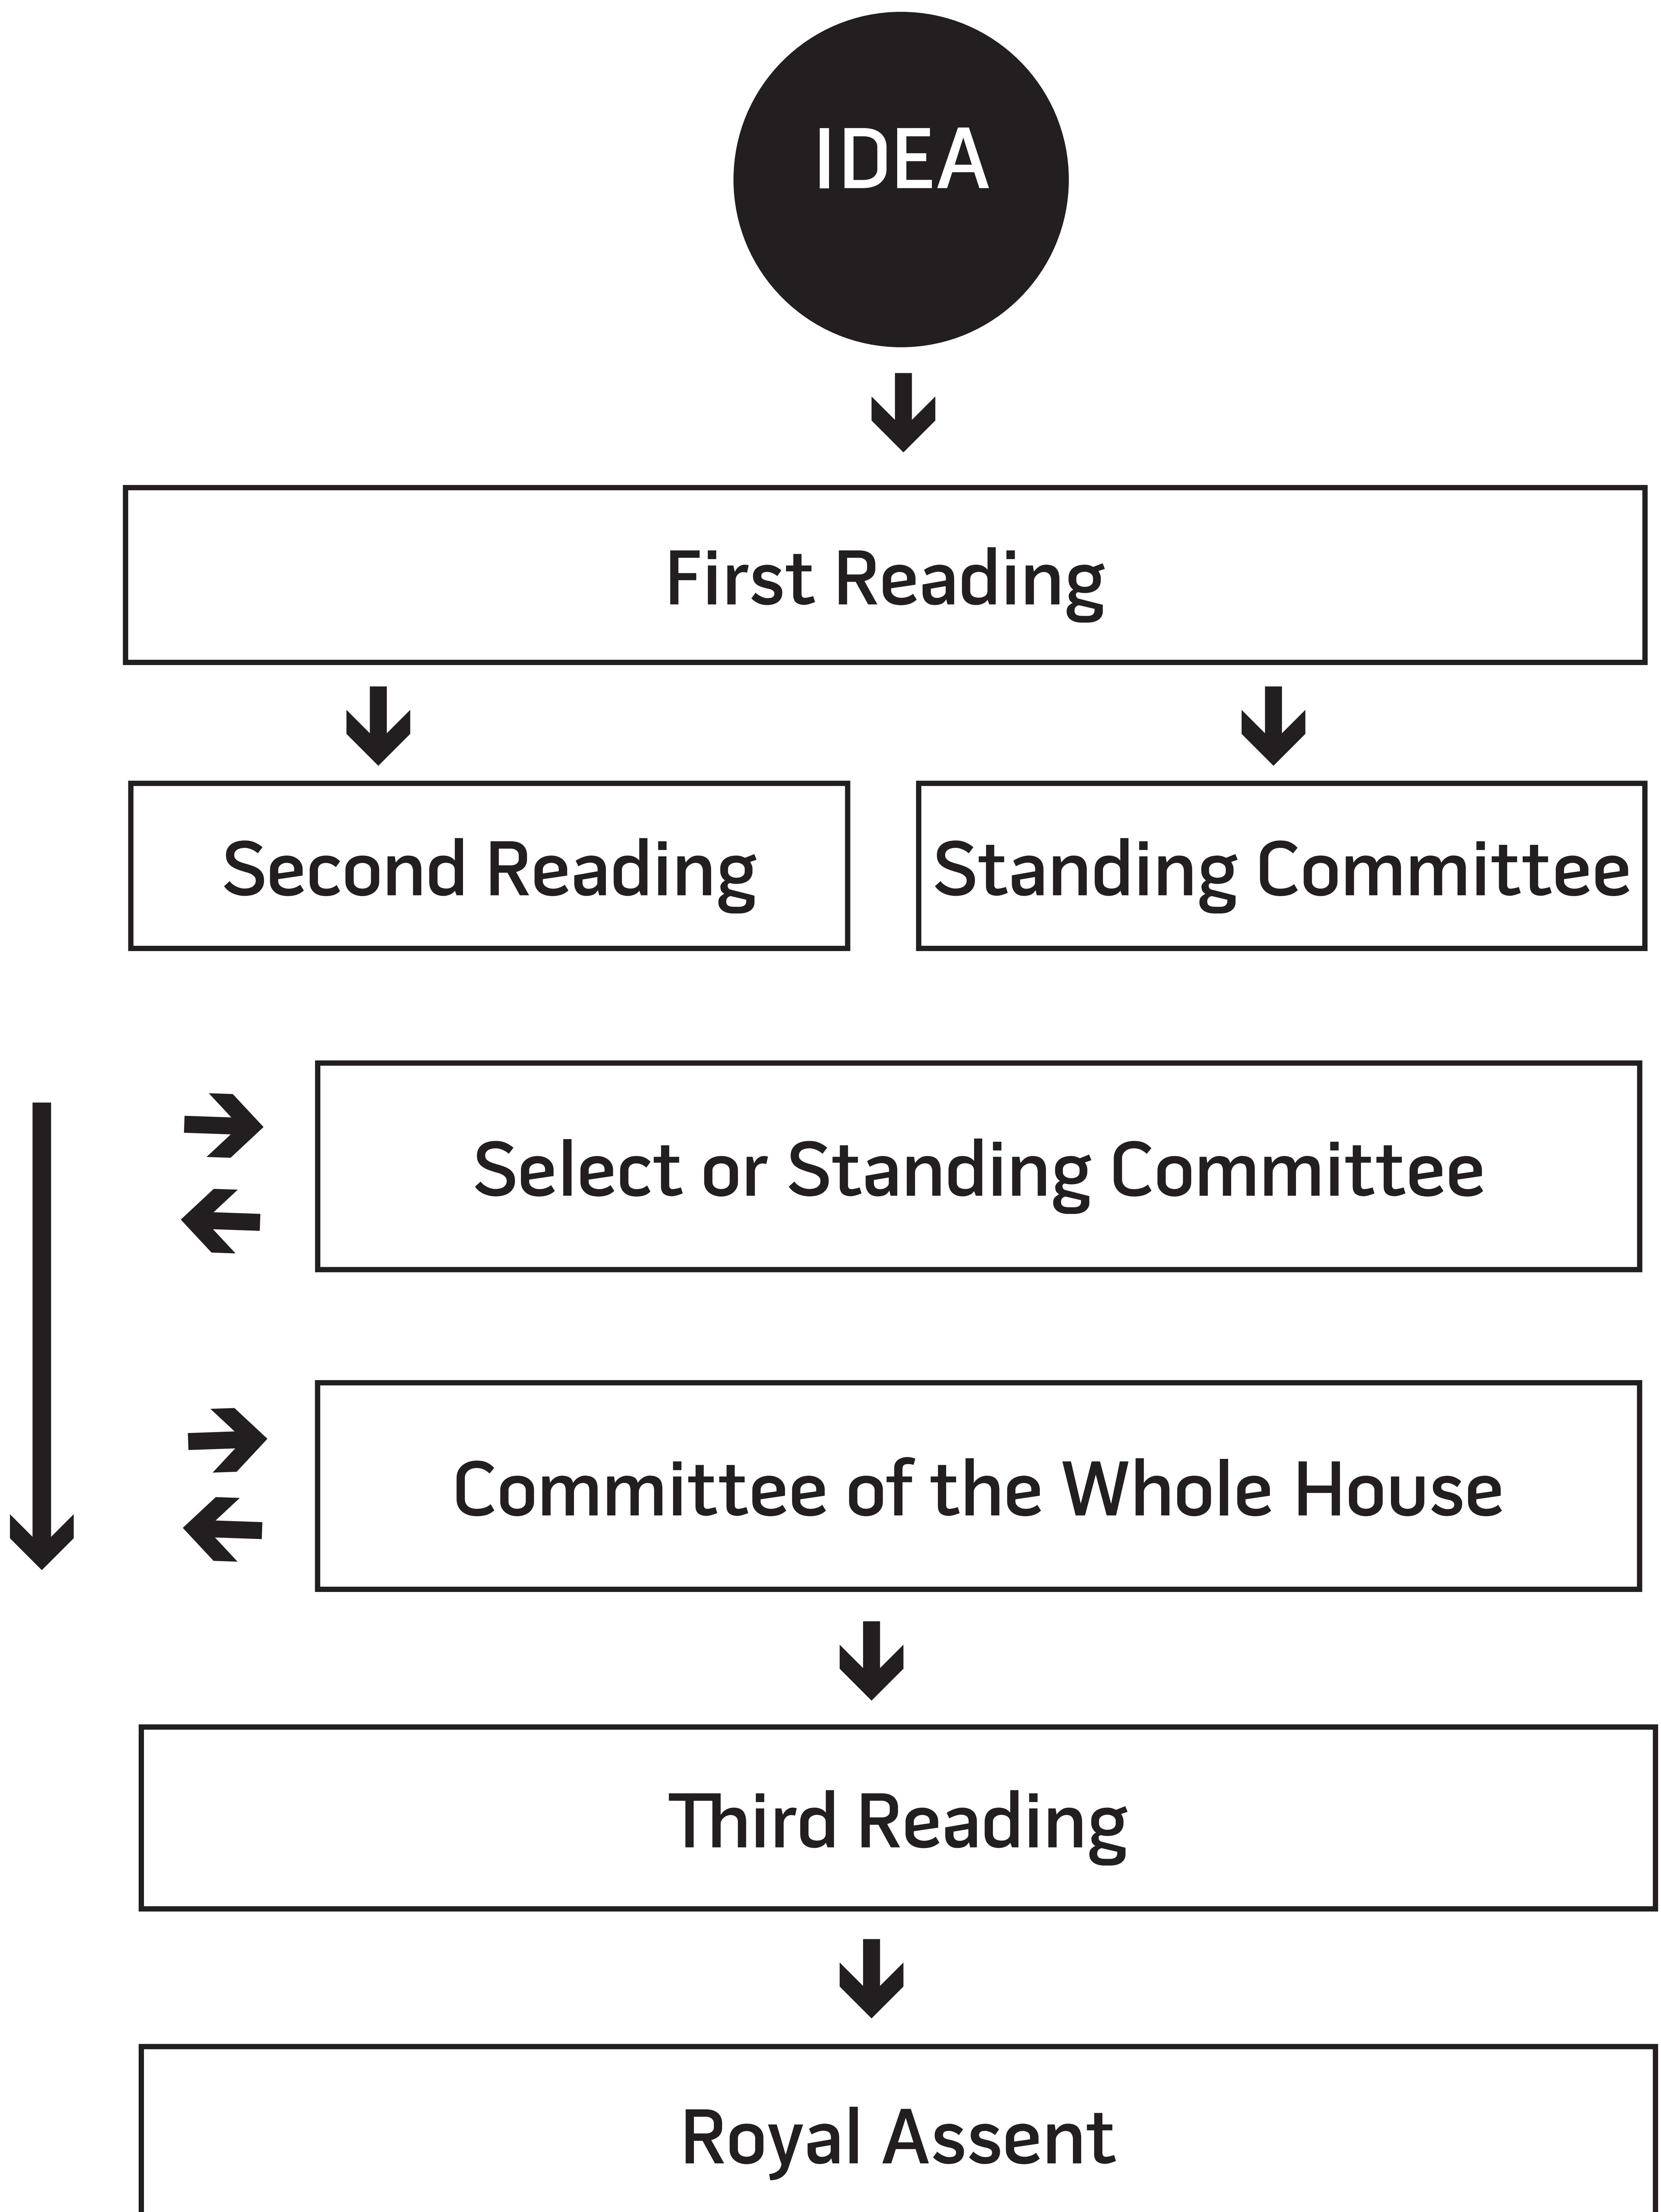 IDEA
First Reading
Second Reading
Standing Committee
Select or Standing Committee
Committee of the Whole House
Third Reading
Royal Assent